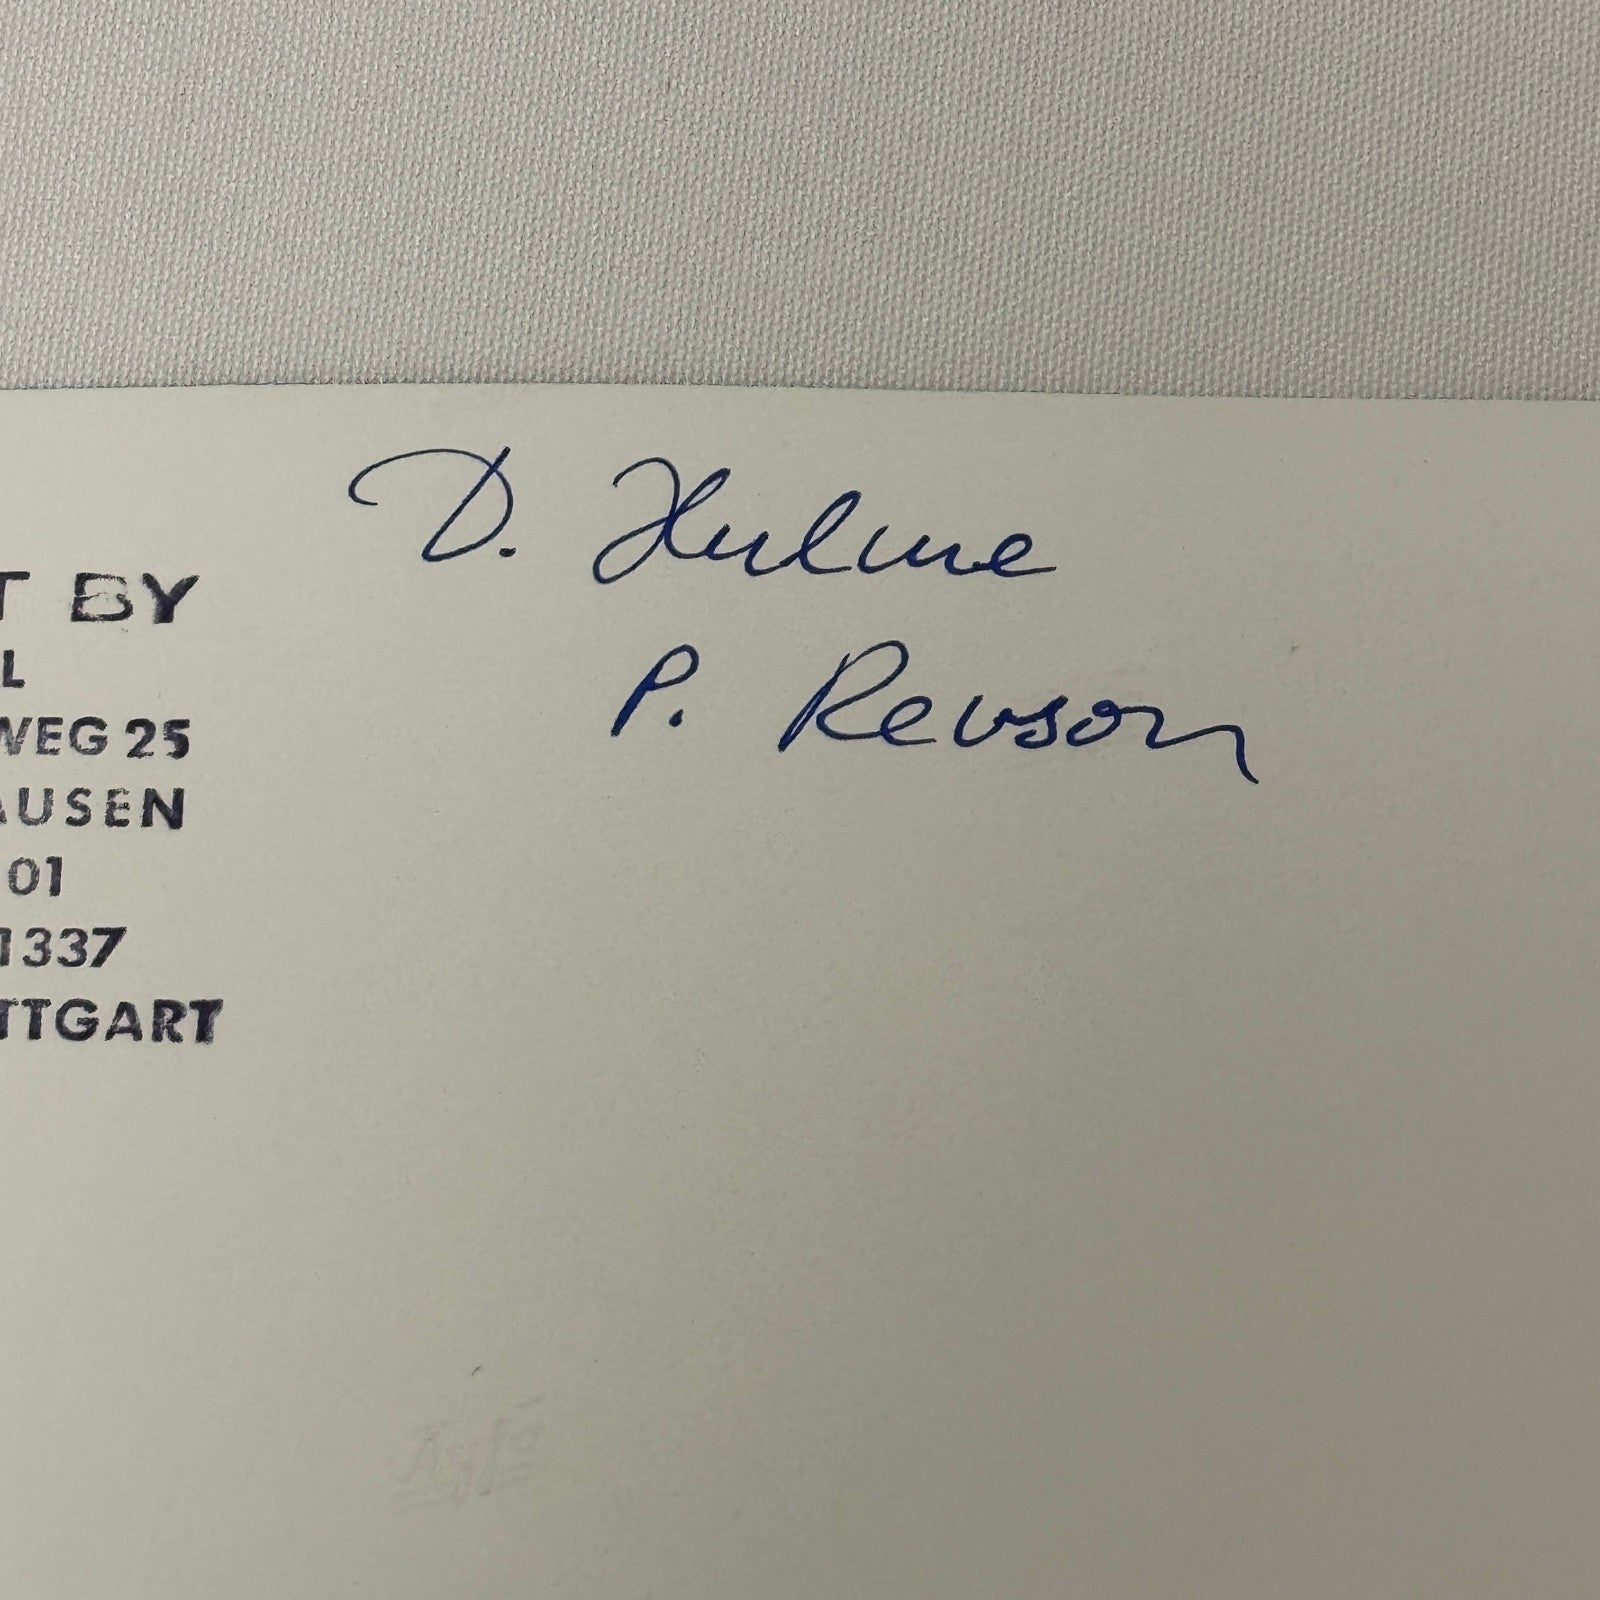 D. Hulme
P. Revson
T BY
L
WEG 25
AUSEN
01
1337
TTGART